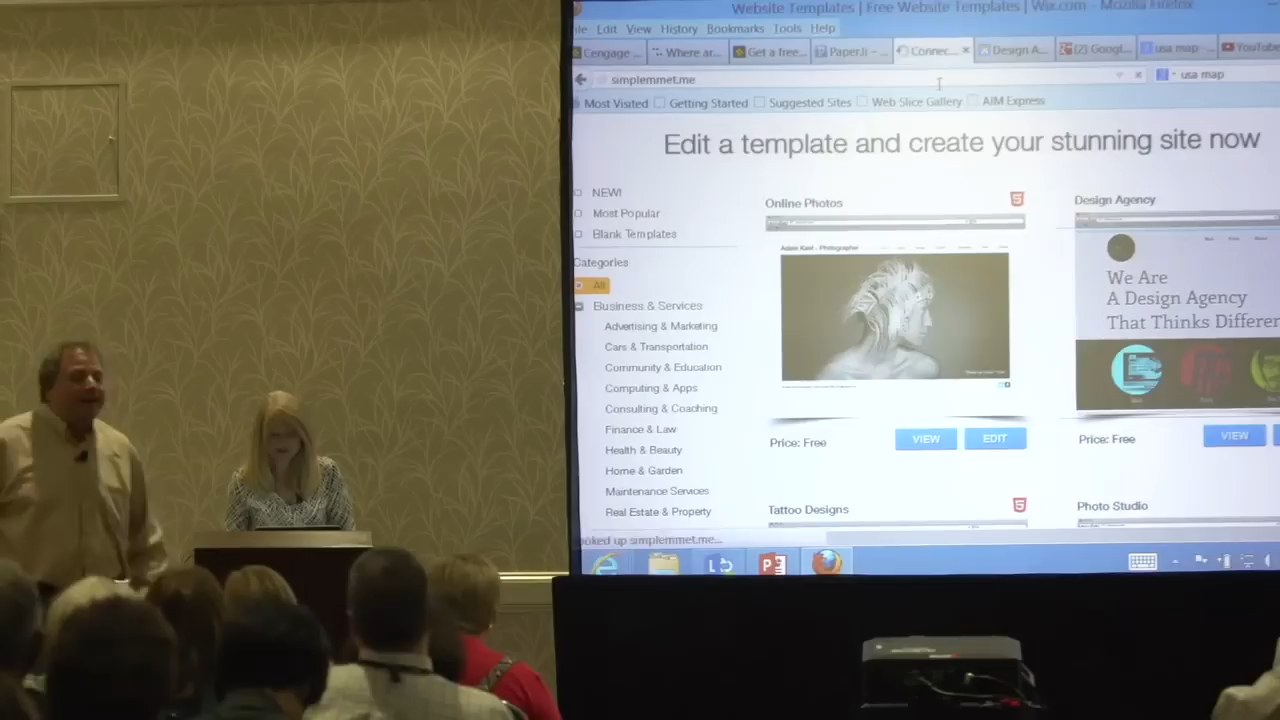 Website Templates | Free Website Templates | Wix.com - Mozilla Firefox
Edit View History Bookmarks Tools Help
Cengage ... Where ar... Get a free... Paper.li – ... Connec... Design A... (2) Googl... usa map - ... YouTube
simplemmet.me usa map
Most Visited Getting Started Suggested Sites Web Slice Gallery AIM Express
Edit a template and create your stunning site now
NEW!
Most Popular
Blank Templates
Categories
All
Business & Services
Advertising & Marketing
Cars & Transportation
Community & Education
Computing & Apps
Consulting & Coaching
Finance & Law
Health & Beauty
Home & Garden
Maintenance Services
Real Estate & Property
Online Photos
Adam Kant - Photographer
Price: Free VIEW EDIT
Tattoo Designs
Design Agency
We Are
A Design Agency
That Thinks Differen
Price: Free VIEW
Photo Studio
ooked up simplemmet.me...